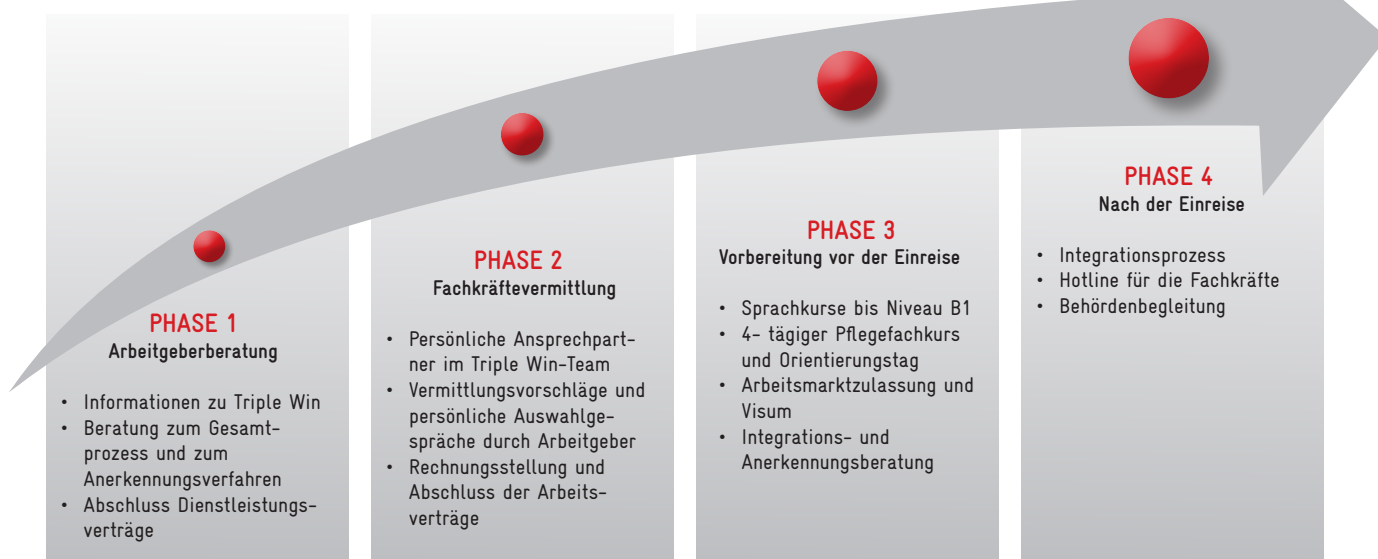 PHASE 1
Arbeitgeberberatung
• Informationen zu Triple Win
• Beratung zum Gesamt-
prozess und zum
Anerkennungsverfahren
• Abschluss Dienstleistungs-
verträge
PHASE 2
Fachkräftevermittlung
• Persönliche Ansprechpart-
ner im Triple Win-Team
• Vermittlungsvorschläge und
persönliche Auswahlge-
spräche durch Arbeitgeber
• Rechnungsstellung und
Abschluss der Arbeits-
verträge
PHASE 3
Vorbereitung vor der Einreise
• Sprachkurse bis Niveau B1
• 4- tägiger Pflegefachkurs
und Orientierungstag
• Arbeitsmarktzulassung und
Visum
• Integrations- und
Anerkennungsberatung
PHASE 4
Nach der Einreise
• Integrationsprozess
• Hotline für die Fachkräfte
• Behördenbegleitung